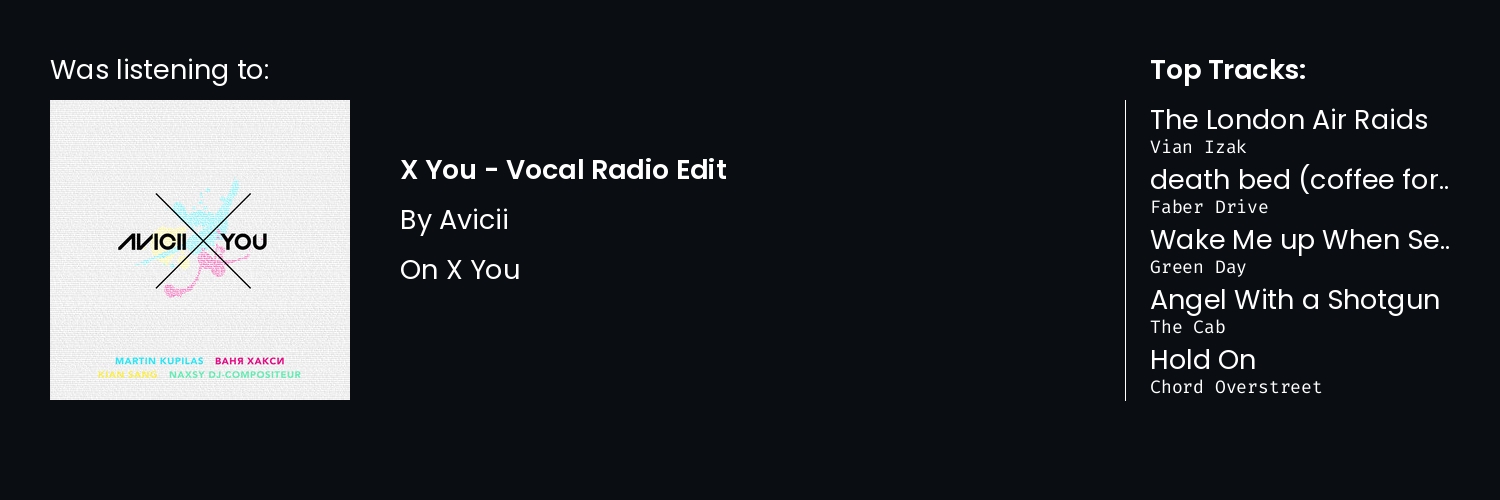 Was listening to:
AVICII X YOU
MARTIN KUPILAS ВАНЯ ХАКСИ
KIAN SANG NAXSY DJ-COMPOSITEUR
X You - Vocal Radio Edit
By Avicii
On X You
Top Tracks:
The London Air Raids
Vian Izak
death bed (coffee for..
Faber Drive
Wake Me up When Se..
Green Day
Angel With a Shotgun
The Cab
Hold On
Chord Overstreet